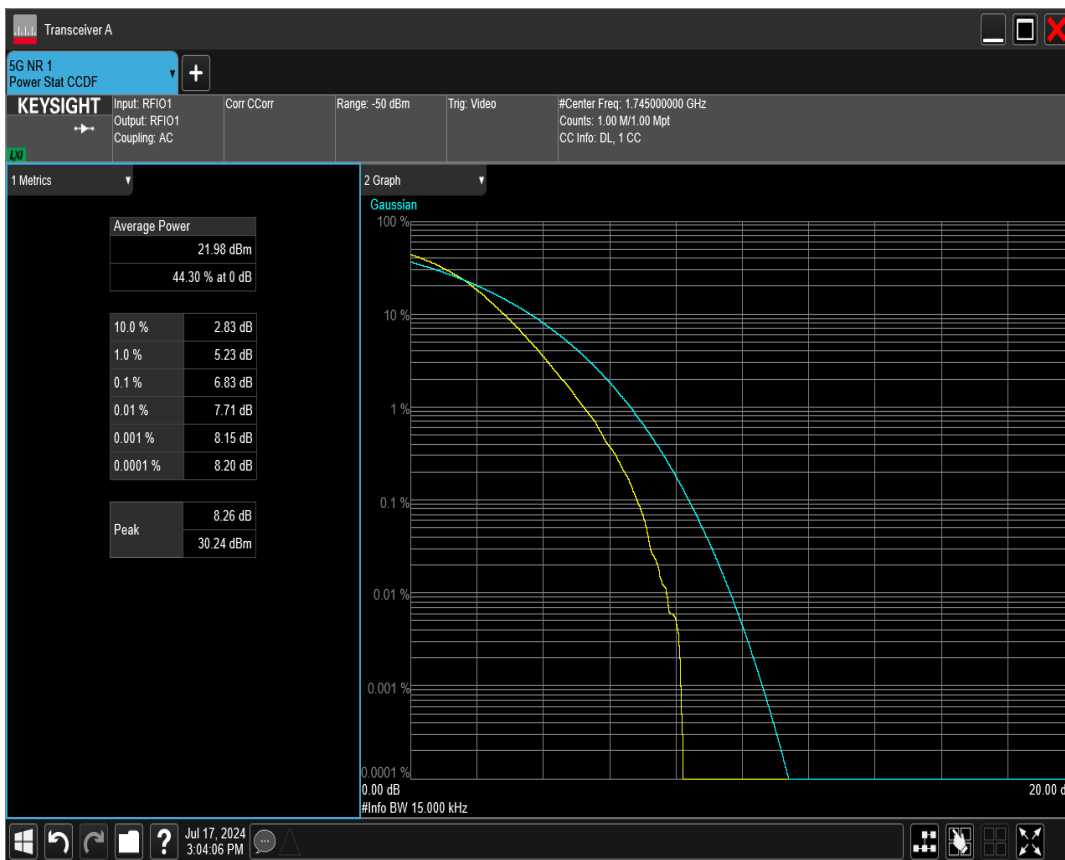 Transceiver A
5G NR 1
Power Stat CCDF
+
KEYSIGHT
LXI
Input: RFIO1
Output: RFIO1
Coupling: AC
Corr CCorr
Range: -50 dBm
Trig: Video
#Center Freq: 1.745000000 GHz
Counts: 1.00 M/1.00 Mpt
CC Info: DL, 1 CC
1 Metrics
Average Power
21.98 dBm
44.30 % at 0 dB
10.0 % 2.83 dB
1.0 % 5.23 dB
0.1 % 6.83 dB
0.01 % 7.71 dB
0.001 % 8.15 dB
0.0001 % 8.20 dB
Peak
8.26 dB
30.24 dBm
2 Graph
Gaussian
100 %
10 %
1 %
0.1 %
0.01 %
0.001 %
0.0001 %
0.00 dB
20.00 d
#Info BW 15.000 kHz
?
Jul 17, 2024
3:04:06 PM